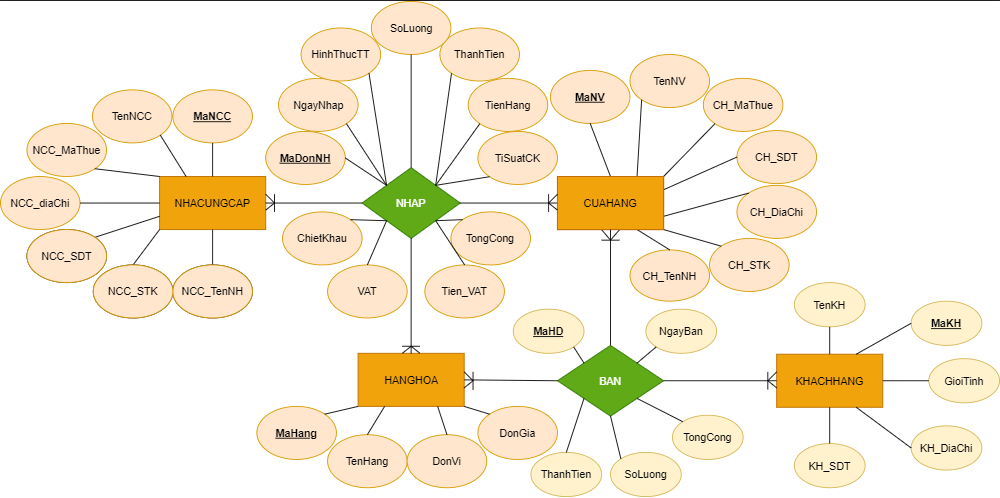 SoLuong
HinhThucTT
ThanhTien
NgayNhap
TienHang
MaDonNH
TiSuatCK
NHAP
ChietKhau
TongCong
VAT
Tien_VAT
TenNCC
MaNCC
NCC_MaThue
NCC_diaChi
NHACUNGCAP
NCC_SDT
NCC_STK
NCC_TenNH
MaNV
TenNV
CH_MaThue
CH_SDT
CUAHANG
CH_DiaChi
CH_STK
CH_TenNH
HANGHOA
MaHang
TenHang
DonVi
DonGia
MaHD
NgayBan
BAN
TongCong
ThanhTien
SoLuong
TenKH
MaKH
KHACHHANG
GioiTinh
KH_DiaChi
KH_SDT